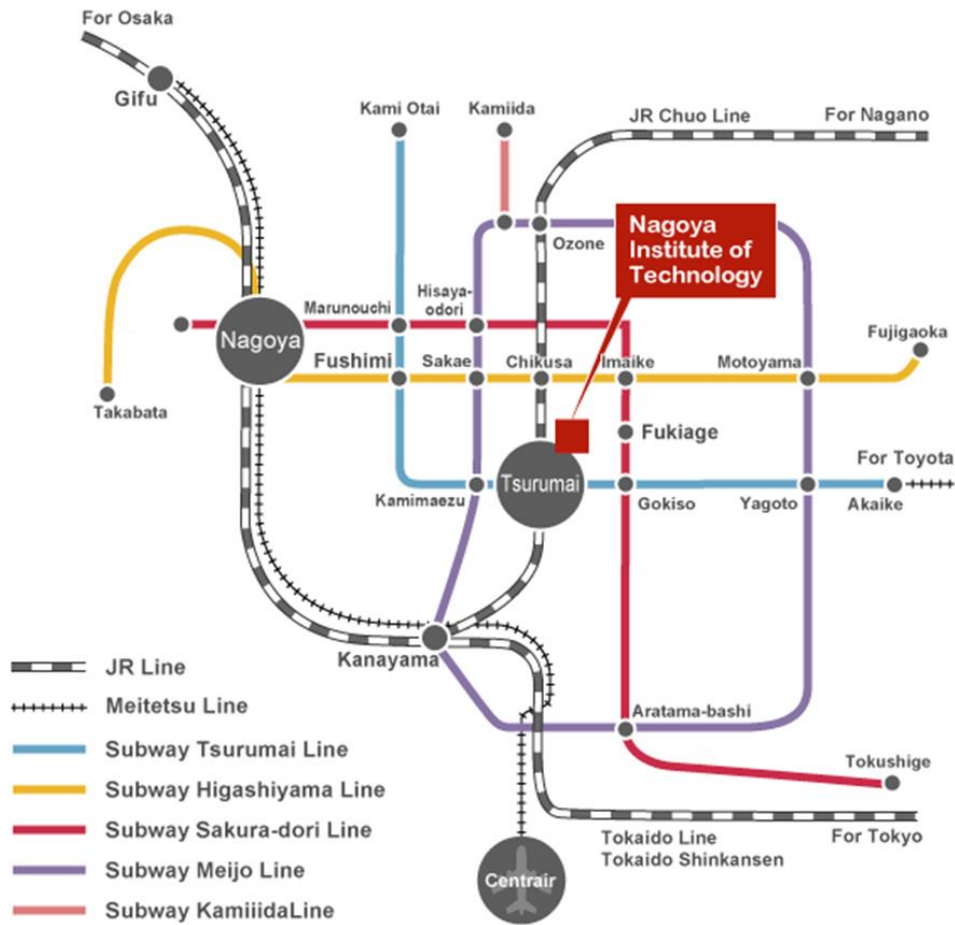 For Osaka
Gifu
Kami Otai
Kamiida
JR Chuo Line
For Nagano
Ozone
Nagoya
Institute of
Technology
Marunouchi
Hisaya-
odori
Nagoya
Fushimi
Sakae
Chikusa
Imaike
Motoyama
Fujigaoka
Takabata
Fukiage
For Toyota
Kamimaezu
Tsurumai
Gokiso
Yagoto
Akaike
Kanayama
JR Line
Meitetsu Line
Aratama-bashi
Subway Tsurumai Line
Tokushige
Subway Higashiyama Line
Subway Sakura-dori Line
Tokaido Line
Tokaido Shinkansen
For Tokyo
Subway Meijo Line
Centrair
Subway KamiiidaLine